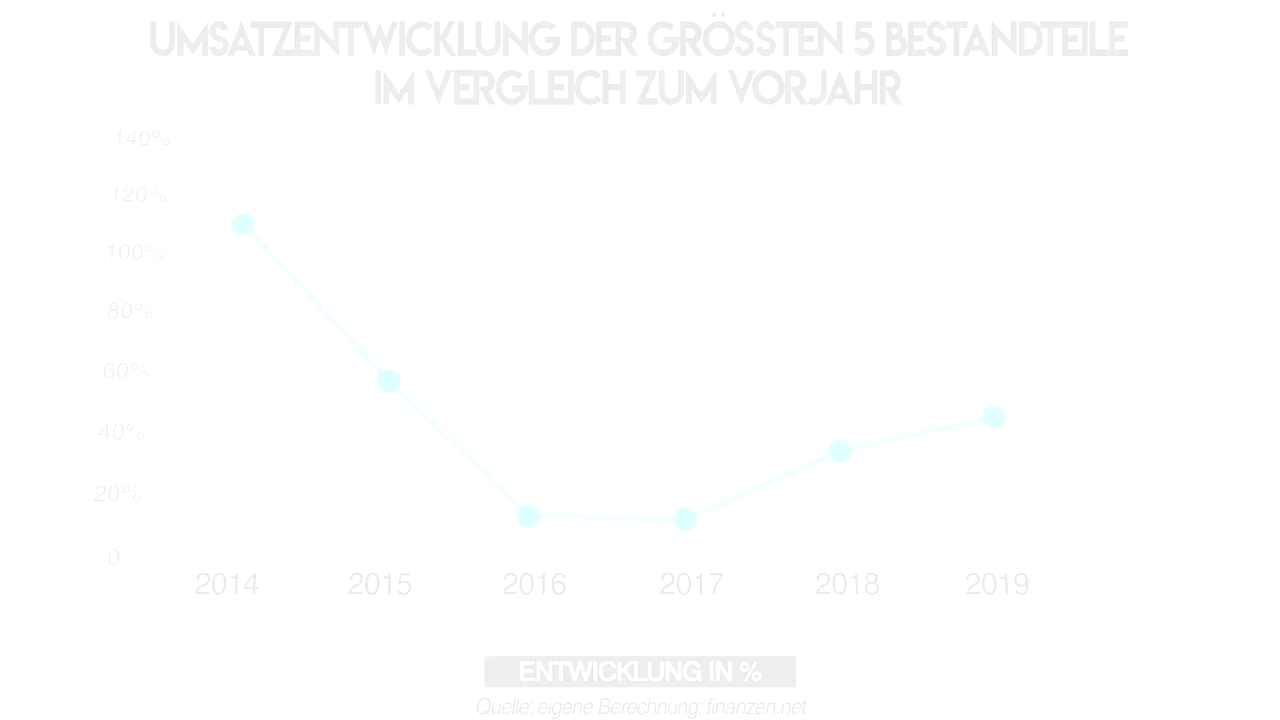 UMSATZENTWICKLUNG DER GRÖSSTEN 5 BESTANDTEILE
IM VERGLEICH ZUM VORJAHR
140%
120%
100%
80%
60%
40%
20%
0
2014 2015 2016 2017 2018 2019
ENTWICKLUNG IN %
Quelle: eigene Berechnung; finanzen.net